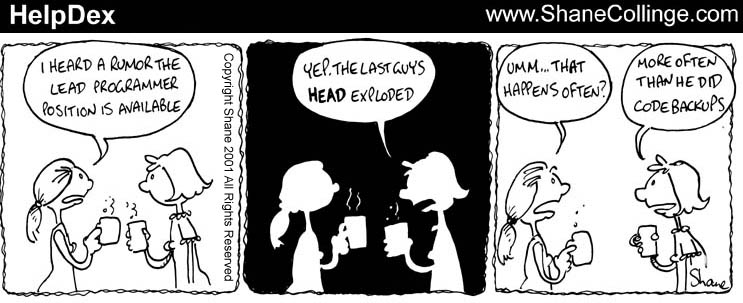 HelpDex
www.ShaneCollinge.com
I HEARD A RUMOR THE
LEAD PROGRAMMER
POSITION IS AVAILABLE
Copyright Shane 2001 All Rights Reserved
YEP. THE LAST GUYS
HEAD EXPLODED
UMM... THAT
HAPPENS OFTEN?
MORE OFTEN
THAN HE DID
CODE BACKUPS
Shane